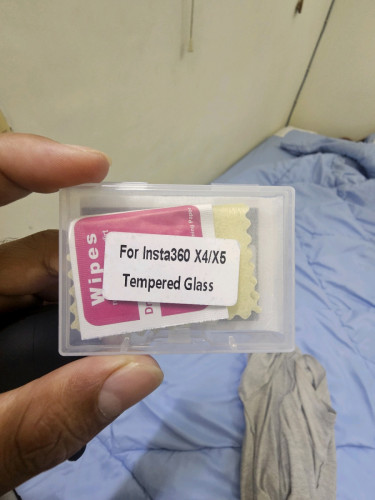 For Insta360 X4/X5
Tempered Glass
Wipes